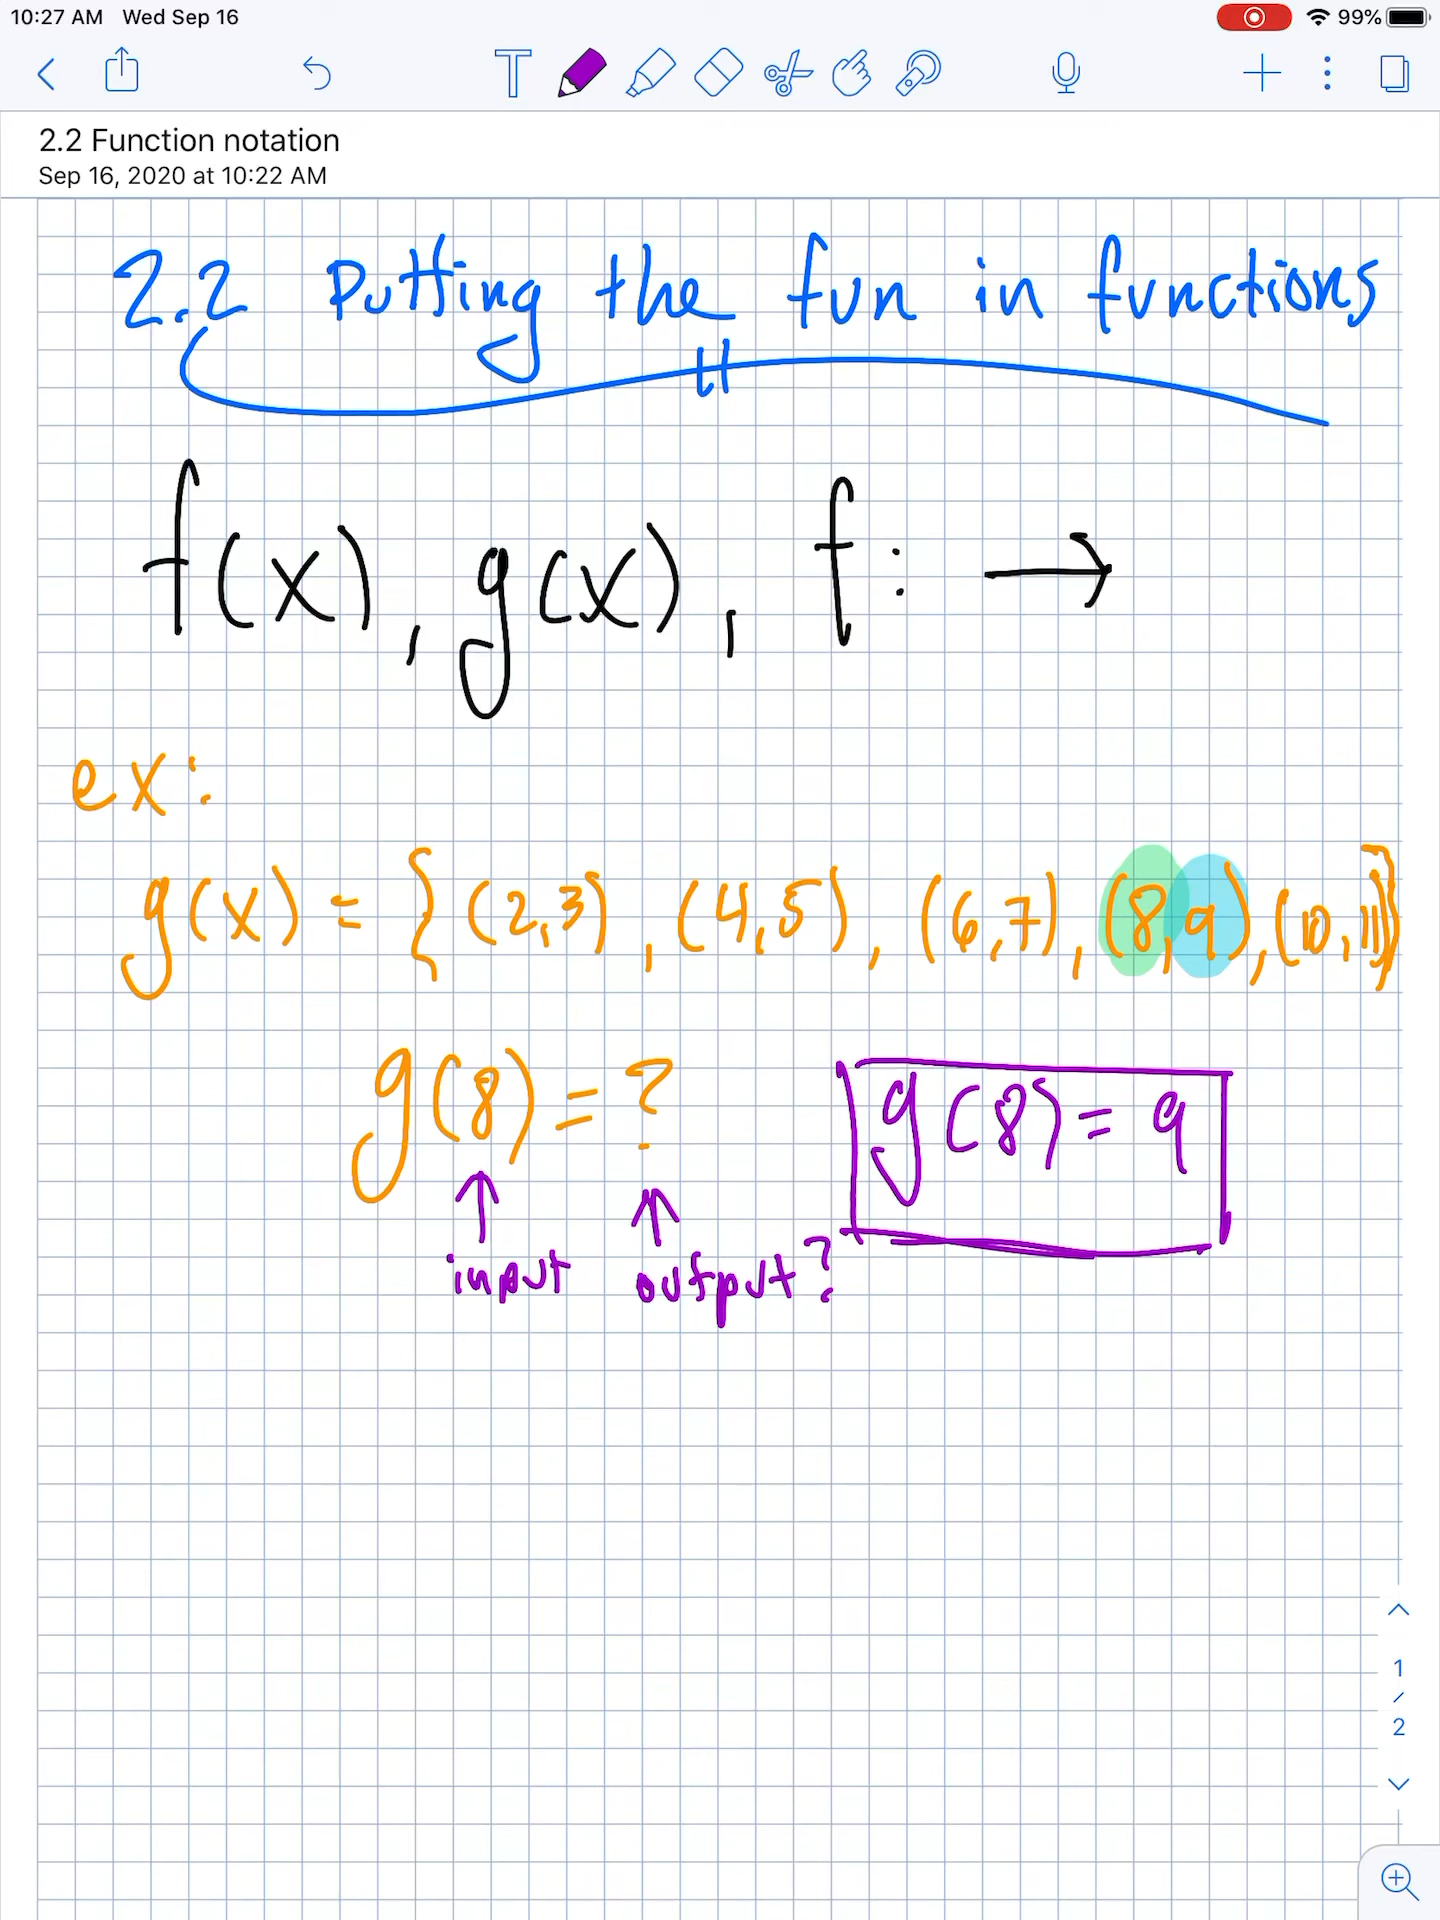 10:27 AM Wed Sep 16 99%
T
2.2 Function notation
Sep 16, 2020 at 10:22 AM
2.2 Putting the fun in functions
f(x), g(x), f: →
ex:
g(x) = { (2,3), (4,5), (6,7), (8,9), (10,11)}
g(8) = ? g(8) = 9
↑ ↑
input output?
1
/
2